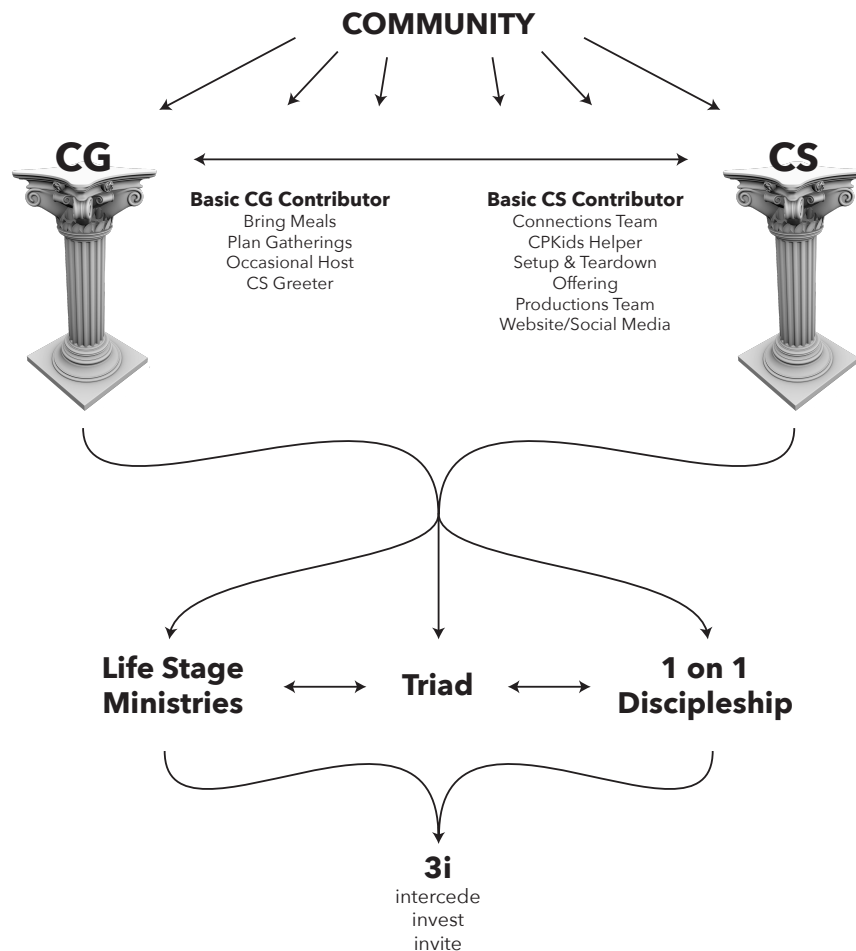 COMMUNITY
CG
CS
Basic CG Contributor
Bring Meals
Plan Gatherings
Occasional Host
CS Greeter
Basic CS Contributor
Connections Team
CPKids Helper
Setup & Teardown
Offering
Productions Team
Website/Social Media
Life Stage
Ministries
Triad
1 on 1
Discipleship
3i
intercede
invest
invite